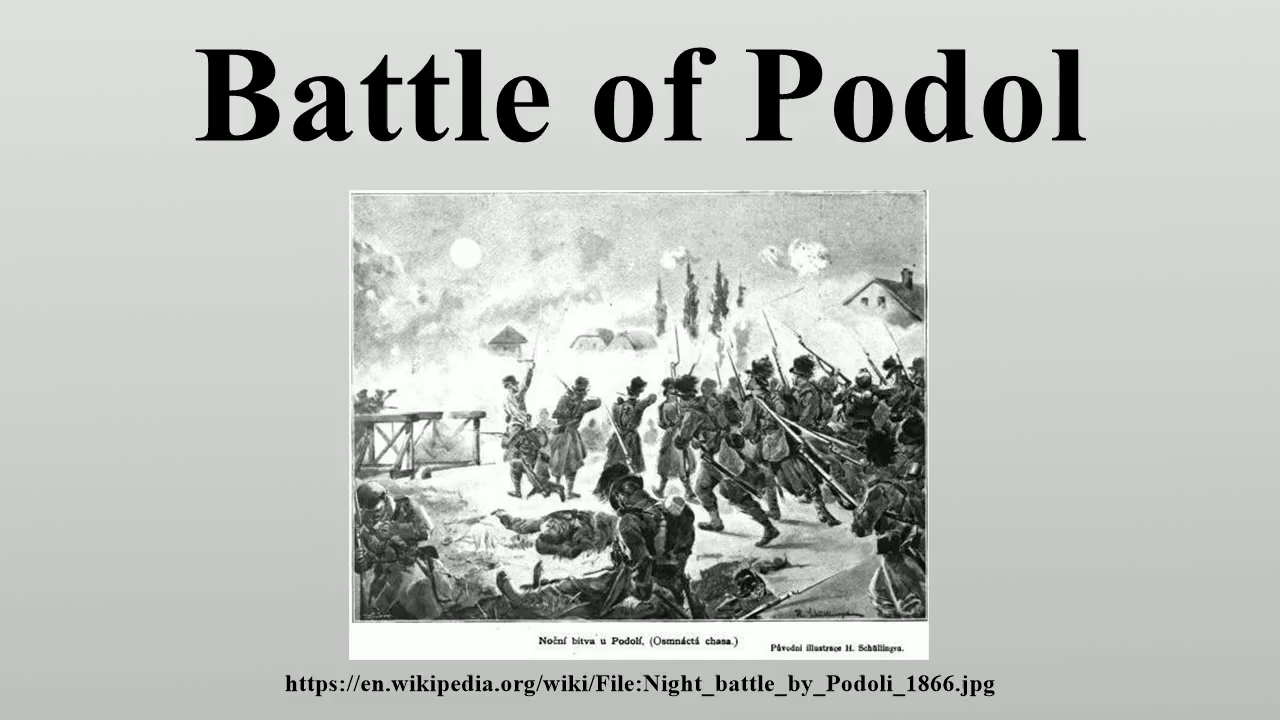 Battle of Podol
Noční bitva u Podolí. (Osmnáctá chasa.)
Původní illustrace H. Schüllingra.
https://en.wikipedia.org/wiki/File:Night_battle_by_Podoli_1866.jpg